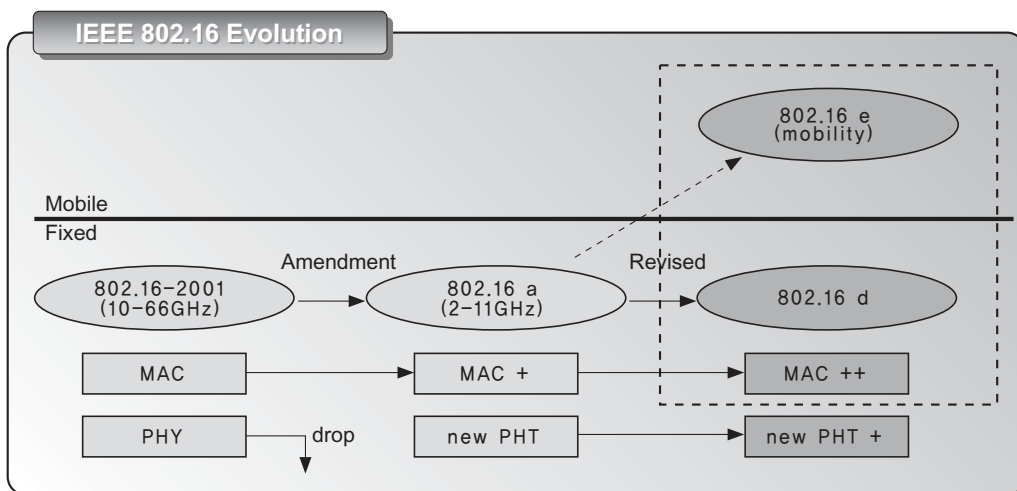 IEEE 802.16 Evolution
802.16 e
(mobility)
Mobile
Fixed
Amendment
Revised
802.16-2001
(10-66GHz)
802.16 a
(2-11GHz)
802.16 d
MAC
MAC +
MAC ++
PHY
drop
new PHT
new PHT +